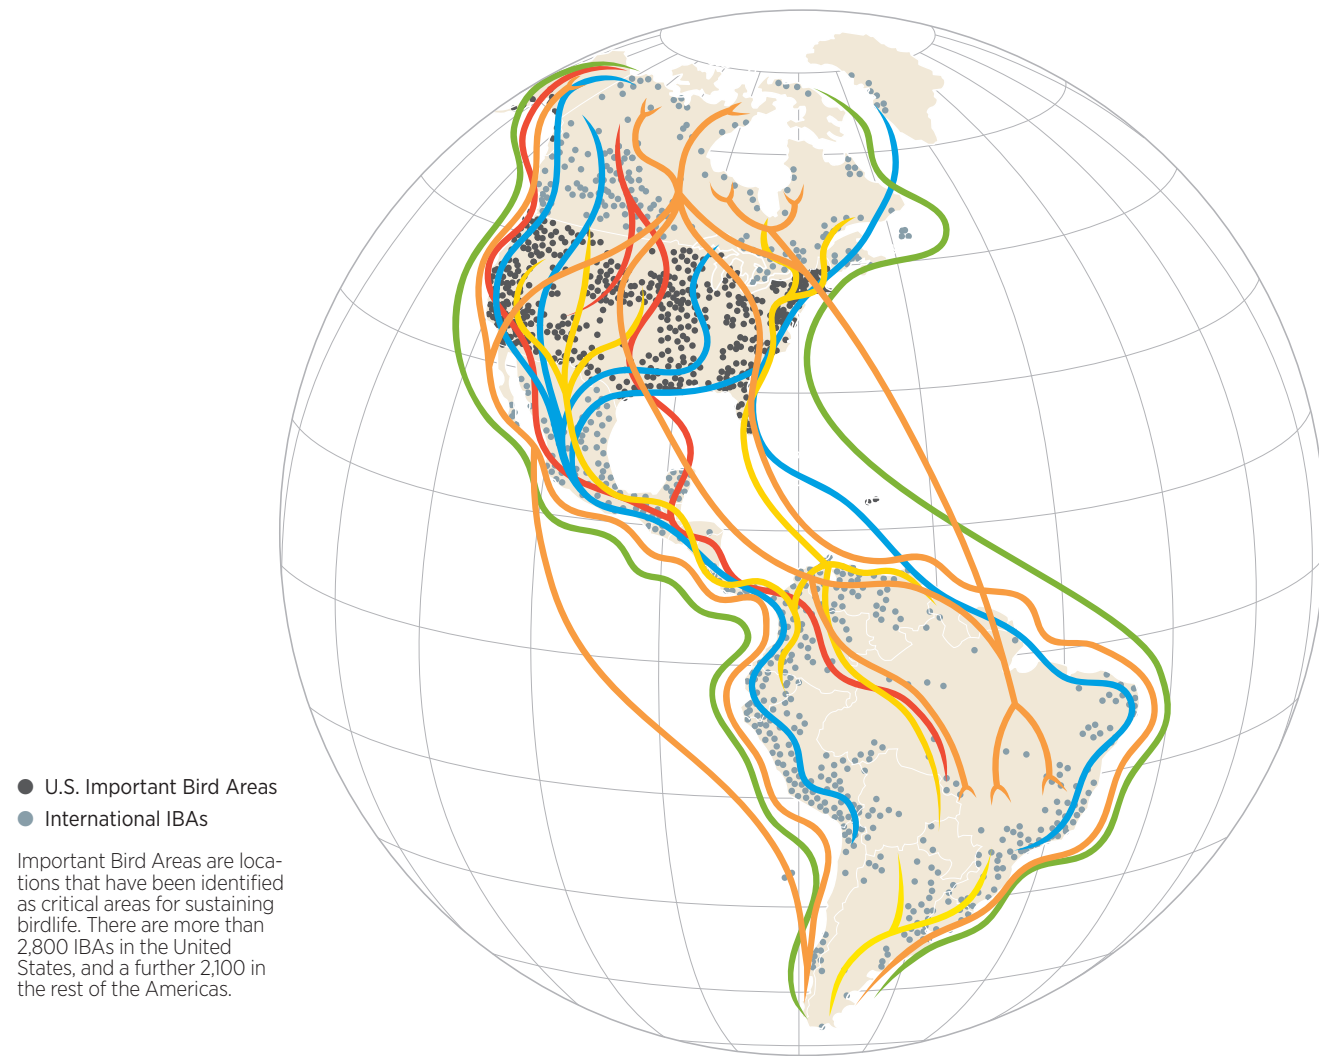 U.S. Important Bird Areas
International IBAs
Important Bird Areas are loca-
tions that have been identified
as critical areas for sustaining
birdlife. There are more than
2,800 IBAs in the United
States, and a further 2,100 in
the rest of the Americas.